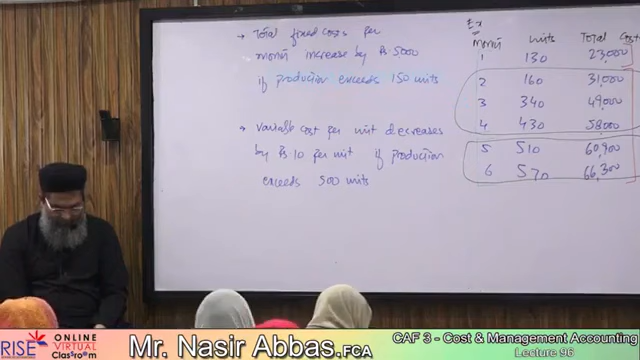 → Total fixed costs per
month increase by Rs 5000
if production exceeds 150 units
→ Variable cost per unit decreases
by Rs.10 per unit if production
exceeds 500 units
Ex
Month units Total Cost
1 130 23,000
2 160 31,000
3 340 49,000
4 430 58,000
5 510 60,900
6 570 66,300
RISE ONLINE VIRTUAL Classroom
Mr. Nasir Abbas.FCA
CAF 3 - Cost & Management Accounting
Lecture 96